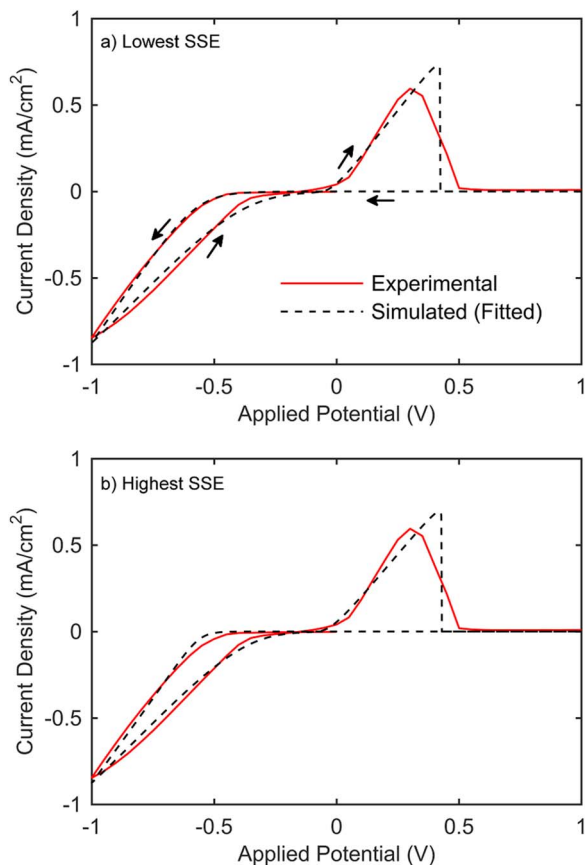 a) Lowest SSE
1
0.5
0
-0.5
-1
Current Density (mA/cm²)
Experimental
Simulated (Fitted)
-1 -0.5 0 0.5 1
Applied Potential (V)
b) Highest SSE
1
0.5
0
-0.5
-1
Current Density (mA/cm²)
-1 -0.5 0 0.5 1
Applied Potential (V)